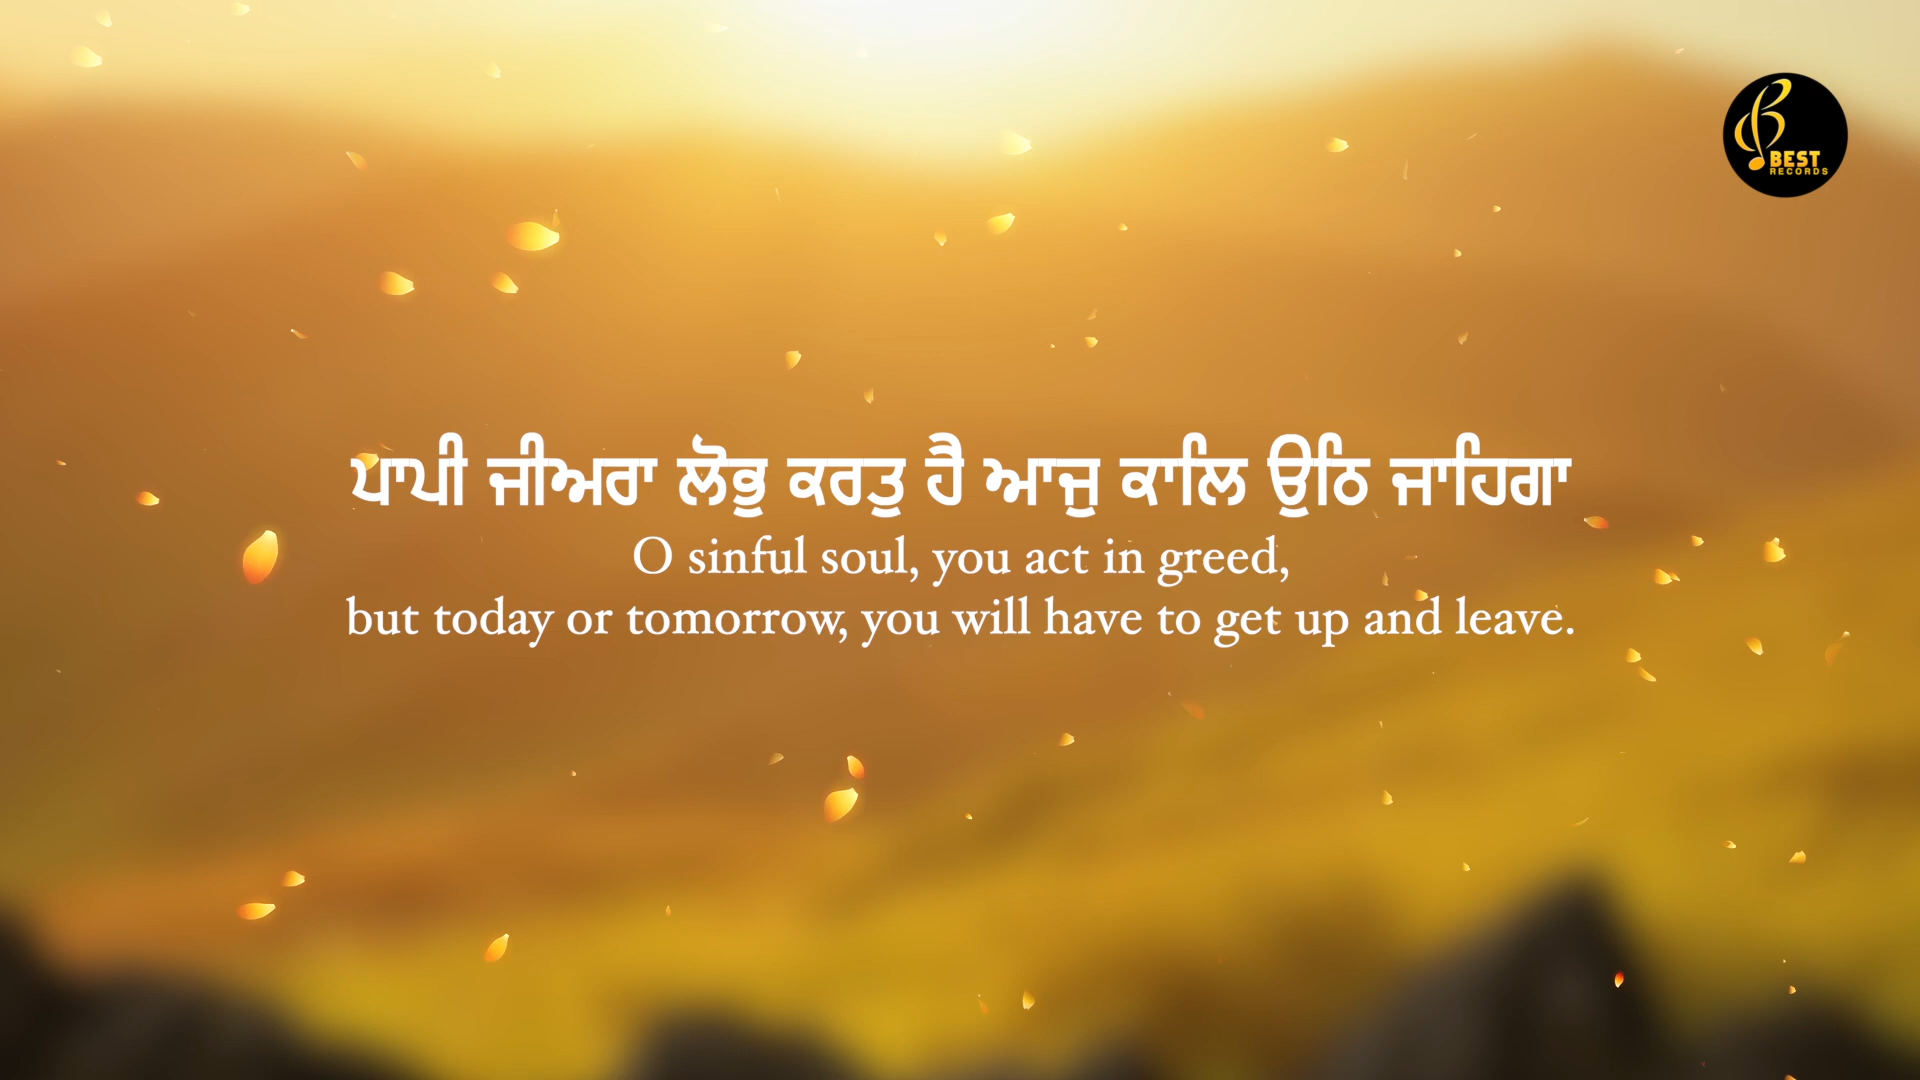 ਪਾਪੀ ਜੀਅਰਾ ਲੋਭੁ ਕਰਤੁ ਹੈ ਆਜੁ ਕਾਲਿ ਉਠਿ ਜਾਹਿਗਾ
O sinful soul, you act in greed,
but today or tomorrow, you will have to get up and leave.
BEST
RECORDS